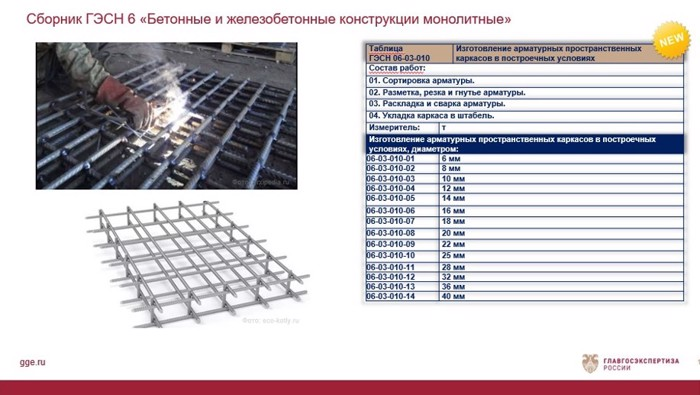 Сборник ГЭСН 6 «Бетонные и железобетонные конструкции монолитные»
NEW
Таблица
ГЭСН 06-03-010
Изготовление арматурных пространственных
каркасов в построечных условиях
Состав работ:
01. Сортировка арматуры.
02. Разметка, резка и гнутье арматуры.
03. Раскладка и сварка арматуры.
04. Укладка каркаса в штабель.
Измеритель: т
Изготовление арматурных пространственных каркасов в построечных
условиях, диаметром:
06-03-010-01 6 мм
06-03-010-02 8 мм
06-03-010-03 10 мм
06-03-010-04 12 мм
06-03-010-05 14 мм
06-03-010-06 16 мм
06-03-010-07 18 мм
06-03-010-08 20 мм
06-03-010-09 22 мм
06-03-010-10 25 мм
06-03-010-11 28 мм
06-03-010-12 32 мм
06-03-010-13 36 мм
06-03-010-14 40 мм
Фото: eco-kolly.ru
gge.ru
ГЛАВГОСЭКСПЕРТИЗА
РОССИИ